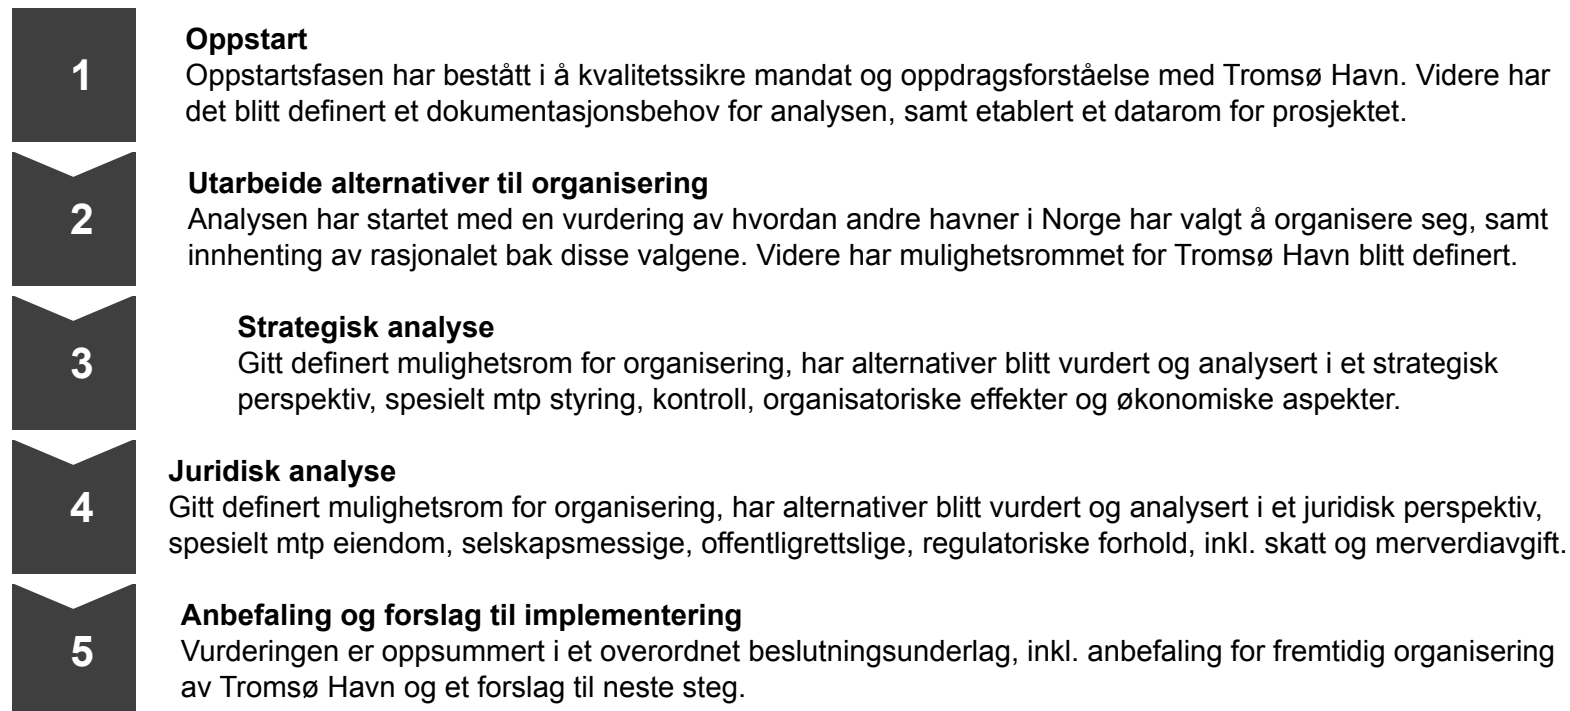 1
Oppstart
Oppstartsfasen har bestått i å kvalitetssikre mandat og oppdragsforståelse med Tromsø Havn. Videre har
det blitt definert et dokumentasjonsbehov for analysen, samt etablert et datarom for prosjektet.
2
Utarbeide alternativer til organisering
Analysen har startet med en vurdering av hvordan andre havner i Norge har valgt å organisere seg, samt
innhenting av rasjonalet bak disse valgene. Videre har mulighetsrommet for Tromsø Havn blitt definert.
3
Strategisk analyse
Gitt definert mulighetsrom for organisering, har alternativer blitt vurdert og analysert i et strategisk
perspektiv, spesielt mtp styring, kontroll, organisatoriske effekter og økonomiske aspekter.
4
Juridisk analyse
Gitt definert mulighetsrom for organisering, har alternativer blitt vurdert og analysert i et juridisk perspektiv,
spesielt mtp eiendom, selskapsmessige, offentligrettslige, regulatoriske forhold, inkl. skatt og merverdiavgift.
5
Anbefaling og forslag til implementering
Vurderingen er oppsummert i et overordnet beslutningsunderlag, inkl. anbefaling for fremtidig organisering
av Tromsø Havn og et forslag til neste steg.